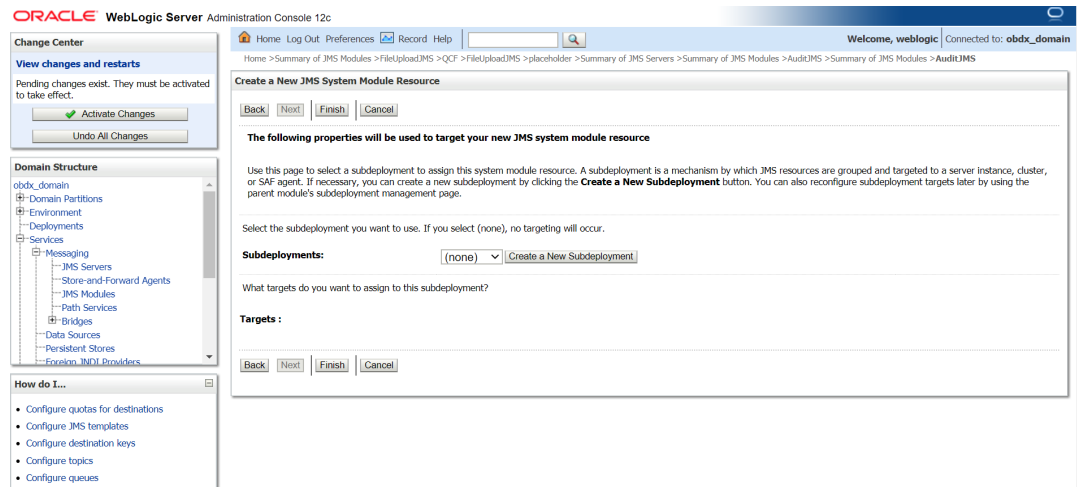 ORACLE WebLogic Server Administration Console 12c
Change Center
View changes and restarts
Pending changes exist. They must be activated
to take effect.
Activate Changes
Undo All Changes
Domain Structure
obdx_domain
Domain Partitions
Environment
Deployments
Services
Messaging
JMS Servers
Store-and-Forward Agents
JMS Modules
Path Services
Bridges
Data Sources
Persistent Stores
Foreign JNDI Providers
How do I...
Configure quotas for destinations
Configure JMS templates
Configure destination keys
Configure topics
Configure queues
Home Log Out Preferences Record Help
Welcome, weblogic Connected to: obdx_domain
Home >Summary of JMS Modules >FileUploadJMS >QCF >FileUploadJMS >placeholder >Summary of JMS Servers >Summary of JMS Modules >AuditJMS >Summary of JMS Modules >AuditJMS
Create a New JMS System Module Resource
Back Next Finish Cancel
The following properties will be used to target your new JMS system module resource
Use this page to select a subdeployment to assign this system module resource. A subdeployment is a mechanism by which JMS resources are grouped and targeted to a server instance, cluster,
or SAF agent. If necessary, you can create a new subdeployment by clicking the Create a New Subdeployment button. You can also reconfigure subdeployment targets later by using the
parent module's subdeployment management page.
Select the subdeployment you want to use. If you select (none), no targeting will occur.
Subdeployments: (none) Create a New Subdeployment
What targets do you want to assign to this subdeployment?
Targets :
Back Next Finish Cancel